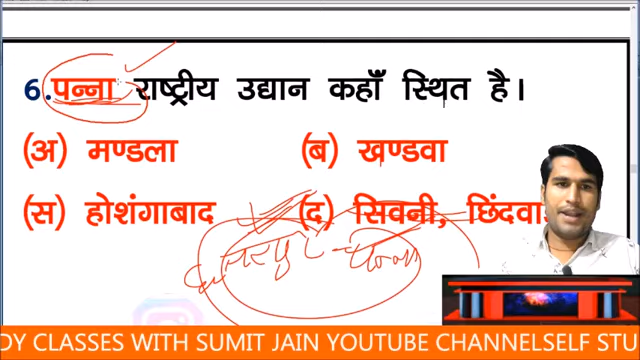 6. पन्ना राष्ट्रीय उद्यान कहाँ स्थित है।
(अ) मण्डला (ब) खण्डवा
(स) होशंगाबाद (द) सिवनी, छिंदवा
DY CLASSES WITH SUMIT JAIN YOUTUBE CHANNELSELF STU